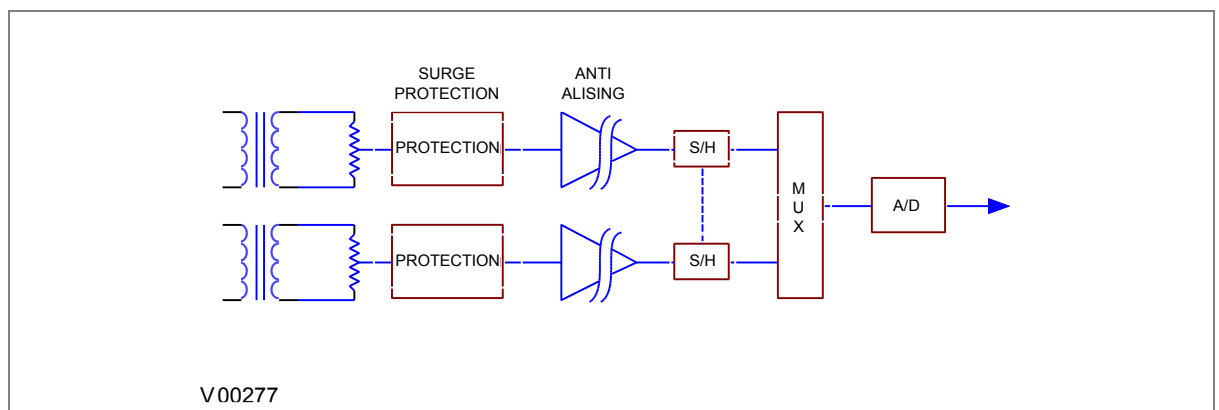 SURGE
PROTECTION
ANTI
ALISING
PROTECTION
S/H
M
U
X
A/D
PROTECTION
S/H
V00277